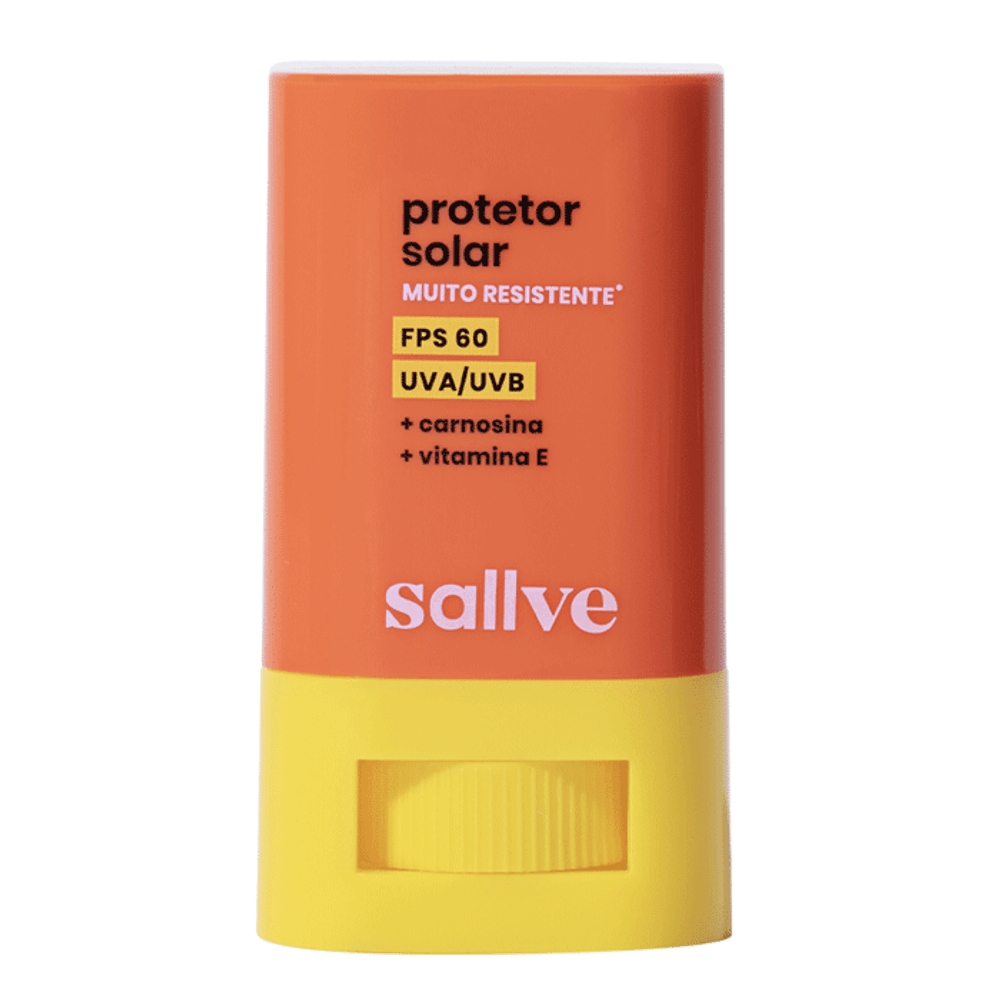 protetor
solar
MUITO RESISTENTE*
FPS 60
UVA/UVB
+ carnosina
+ vitamina E
sallve